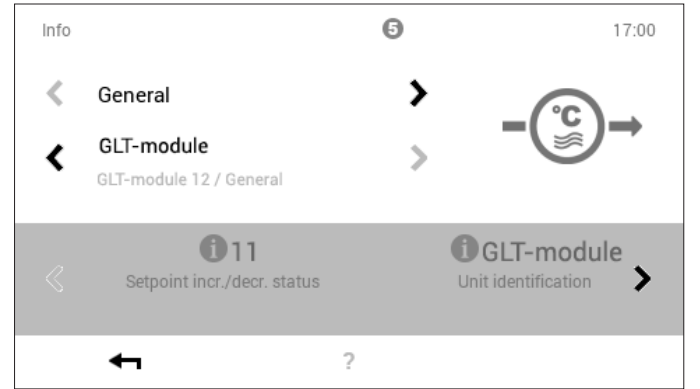 Info 5 17:00
General
°C
GLT-module
GLT-module 12 / General
i 11 i GLT-module
Setpoint incr./decr. status Unit identification
?